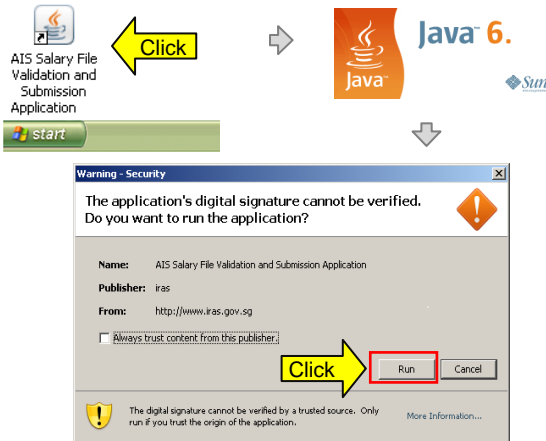 AIS Salary File
Validation and
Submission
Application
Click
start
Java
Java™ 6.
Sun
Warning - Security
The application's digital signature cannot be verified.
Do you want to run the application?
Name: AIS Salary File Validation and Submission Application
Publisher: iras
From: http://www.iras.gov.sg
Always trust content from this publisher.
Click
Run
Cancel
The digital signature cannot be verified by a trusted source. Only
run if you trust the origin of the application.
More Information...